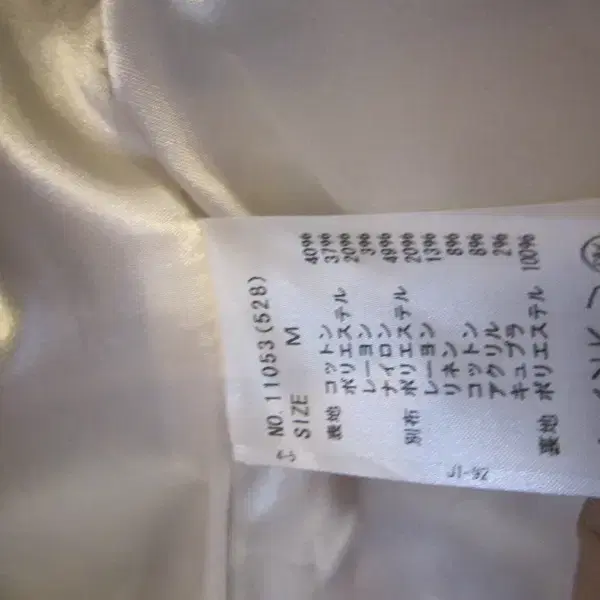 NO. 11053(528)
SIZE M
表地 コットン 40%
ポリエステル 37%
レーヨン 20%
ナイロン 3%
別布 ポリエステル 49%
レーヨン 20%
リネン 13%
コットン 8%
アクリル 8%
キュプラ 2%
裏地 ポリエステル 100%